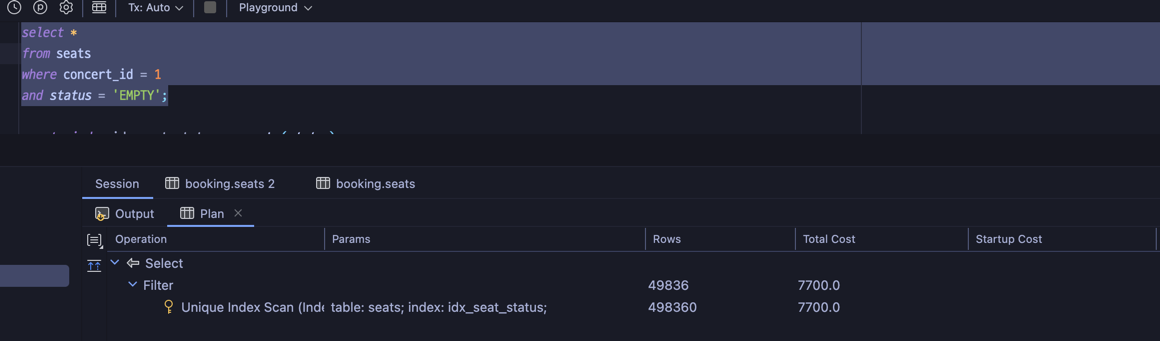 Tx: Auto Playground
select *
from seats
where concert_id = 1
and status = 'EMPTY';
Session booking.seats 2 booking.seats
Output Plan
Operation Params Rows Total Cost Startup Cost
Select
Filter 49836 7700.0
Unique Index Scan (Inde table: seats; index: idx_seat_status; 498360 7700.0